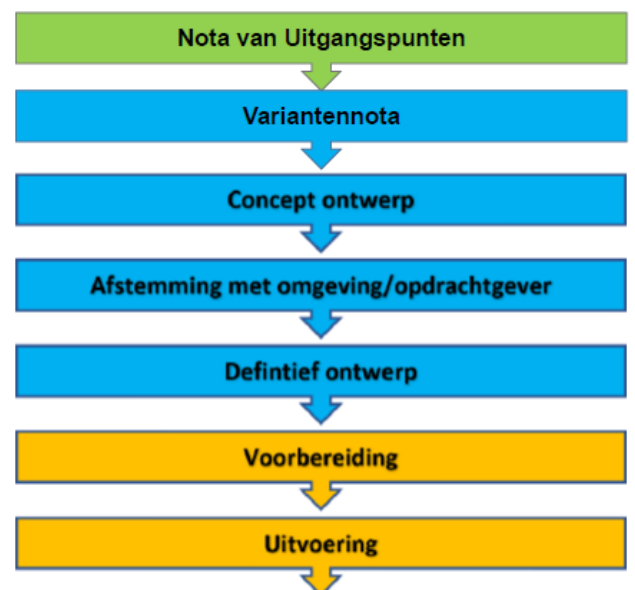 Nota van Uitgangspunten
Variantennota
Concept ontwerp
Afstemming met omgeving/opdrachtgever
Defintief ontwerp
Voorbereiding
Uitvoering